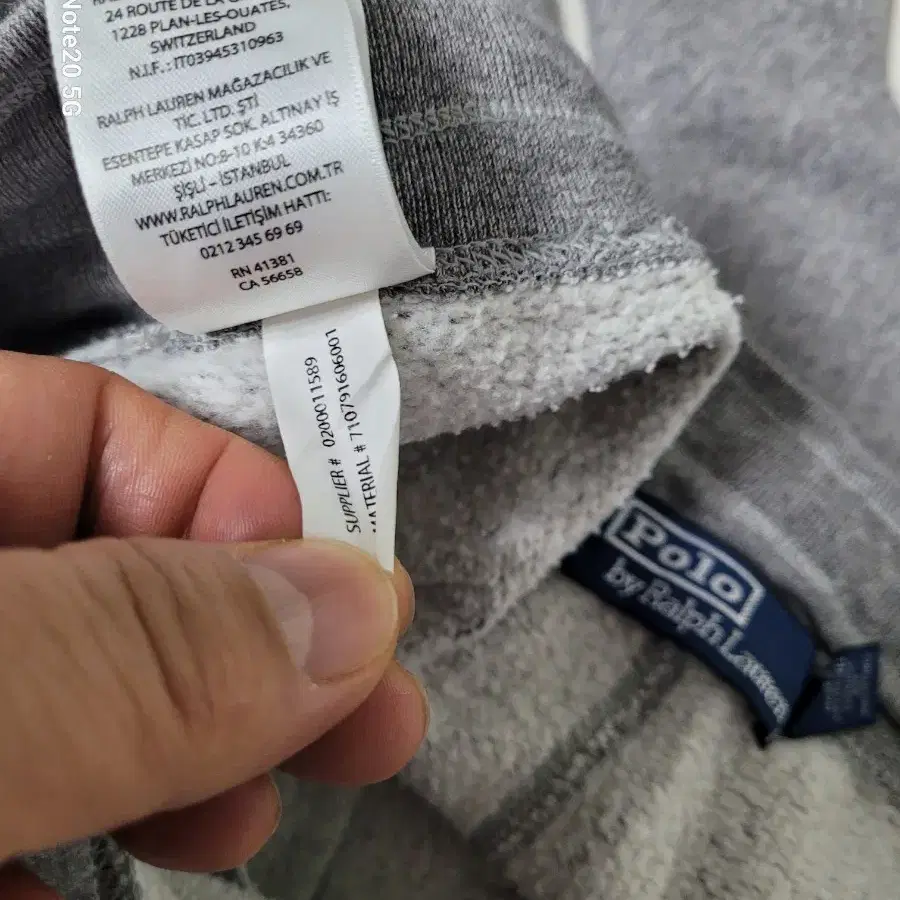 Note20 5G
24 ROUTE DE LA
1228 PLAN-LES-OUATES,
SWITZERLAND
N.I.F.: IT03945310963
RALPH LAUREN MAĞAZACILIK VE
TİC. LTD. ŞTİ
ESENTEPE KASAP SOK. ALTINAY İŞ
MERKEZİ NO:8-10 K:4 34360
ŞİŞLİ - İSTANBUL
WWW.RALPHLAUREN.COM.TR
TÜKETİCİ İLETİŞİM HATTI:
0212 345 69 69
RN 41381
CA 56658
SUPPLIER # 0200011589
MATERIAL # 710791606001
Polo
by Ralph Lauren